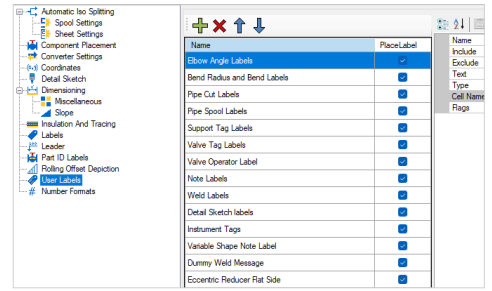 Automatic Iso Splitting
Spool Settings
Sheet Settings
Component Placement
Converter Settings
Coordinates
Detail Sketch
Dimensioning
Miscellaneous
Slope
Insulation And Tracing
Labels
Leader
Part ID Labels
Rolling Offset Depiction
User Labels
# Number Formats
Name PlaceLabel
Elbow Angle Labels
Bend Radius and Bend Labels
Pipe Cut Labels
Pipe Spool Labels
Support Tag Labels
Valve Tag Labels
Valve Operator Label
Note Labels
Weld Labels
Detail Sketch labels
Instrument Tags
Variable Shape Note Label
Dummy Weld Message
Eccentric Reducer Flat Side
Name
Include
Exclude
Text
Type
Cell Name
Flags